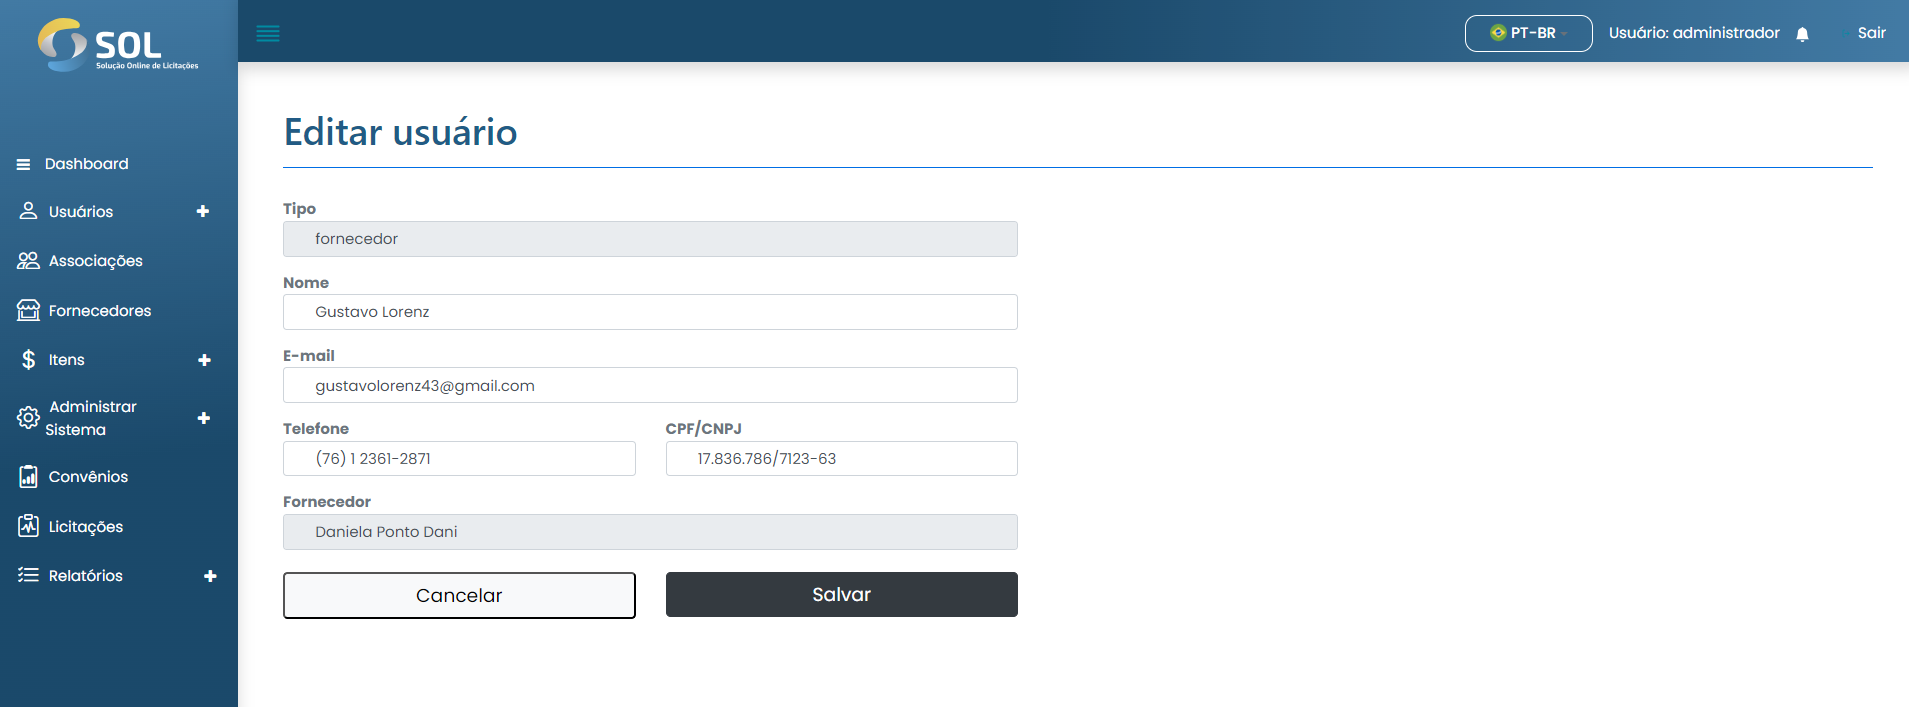 SOL
Solução Online de Licitações
PT-BR
Usuário: administrador
Sair
Dashboard
Usuários
Associações
Fornecedores
Itens
Administrar
Sistema
Convênios
Licitações
Relatórios
Editar usuário
Tipo
fornecedor
Nome
Gustavo Lorenz
E-mail
gustavolorenz43@gmail.com
Telefone
CPF/CNPJ
(76) 1 2361-2871
17.836.786/7123-63
Fornecedor
Daniela Ponto Dani
Cancelar
Salvar